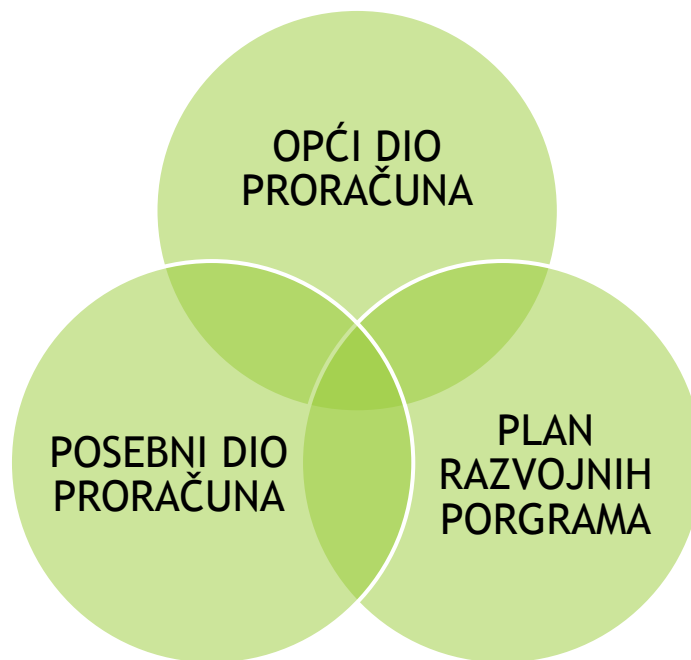 OPĆI DIO
PRORAČUNA
POSEBNI DIO
PRORAČUNA
PLAN
RAZVOJNIH
PORGRAMA